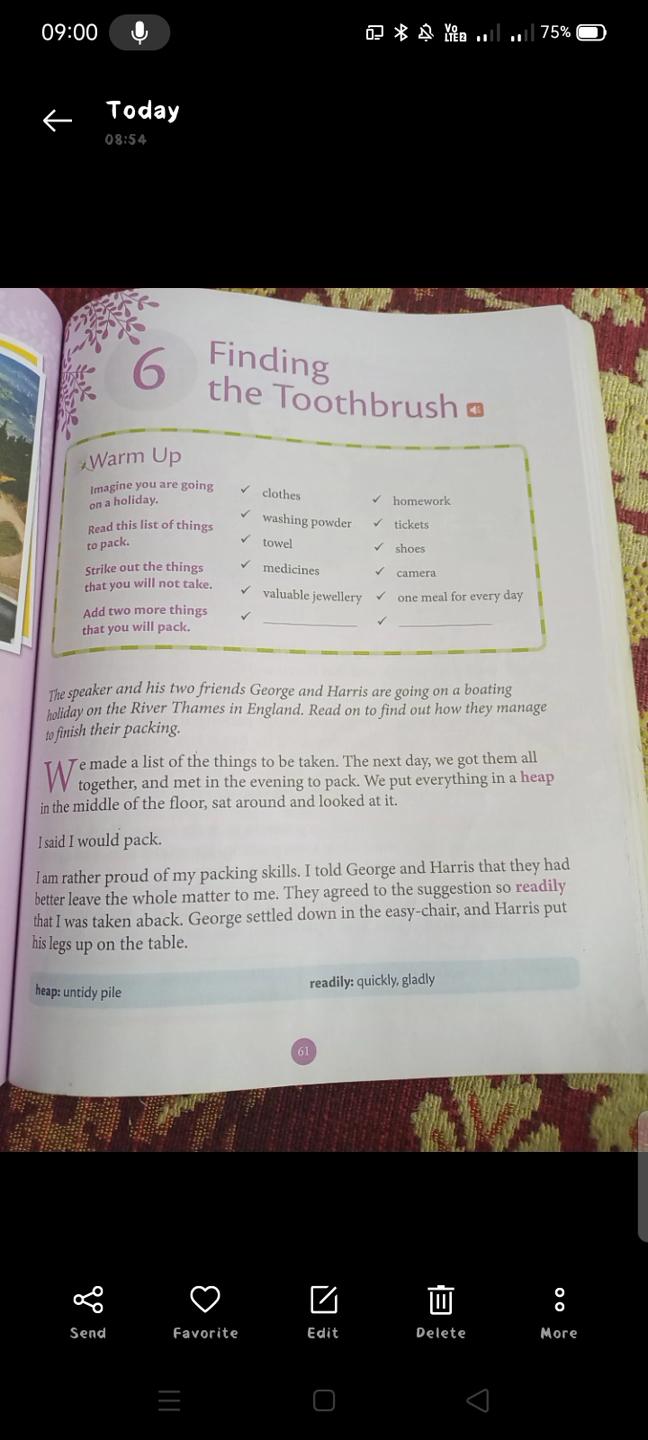 09:00
Vo
LTE2
75%
Today
08:54
6
Finding
the Toothbrush
Warm Up
Imagine you are going
on a holiday.
Read this list of things
to pack.
Strike out the things
that you will not take.
Add two more things
that you will pack.
✓ clothes
✓ washing powder
✓ towel
✓ medicines
✓ valuable jewellery
✓
✓ homework
✓ tickets
✓ shoes
✓ camera
✓ one meal for every day
✓
The speaker and his two friends George and Harris are going on a boating
holiday on the River Thames in England. Read on to find out how they manage
to finish their packing.
We made a list of the things to be taken. The next day, we got them all
together, and met in the evening to pack. We put everything in a heap
in the middle of the floor, sat around and looked at it.
I said I would pack.
I am rather proud of my packing skills. I told George and Harris that they had
better leave the whole matter to me. They agreed to the suggestion so readily
that I was taken aback. George settled down in the easy-chair, and Harris put
his legs up on the table.
heap: untidy pile
readily: quickly, gladly
61
Send
Favorite
Edit
Delete
More